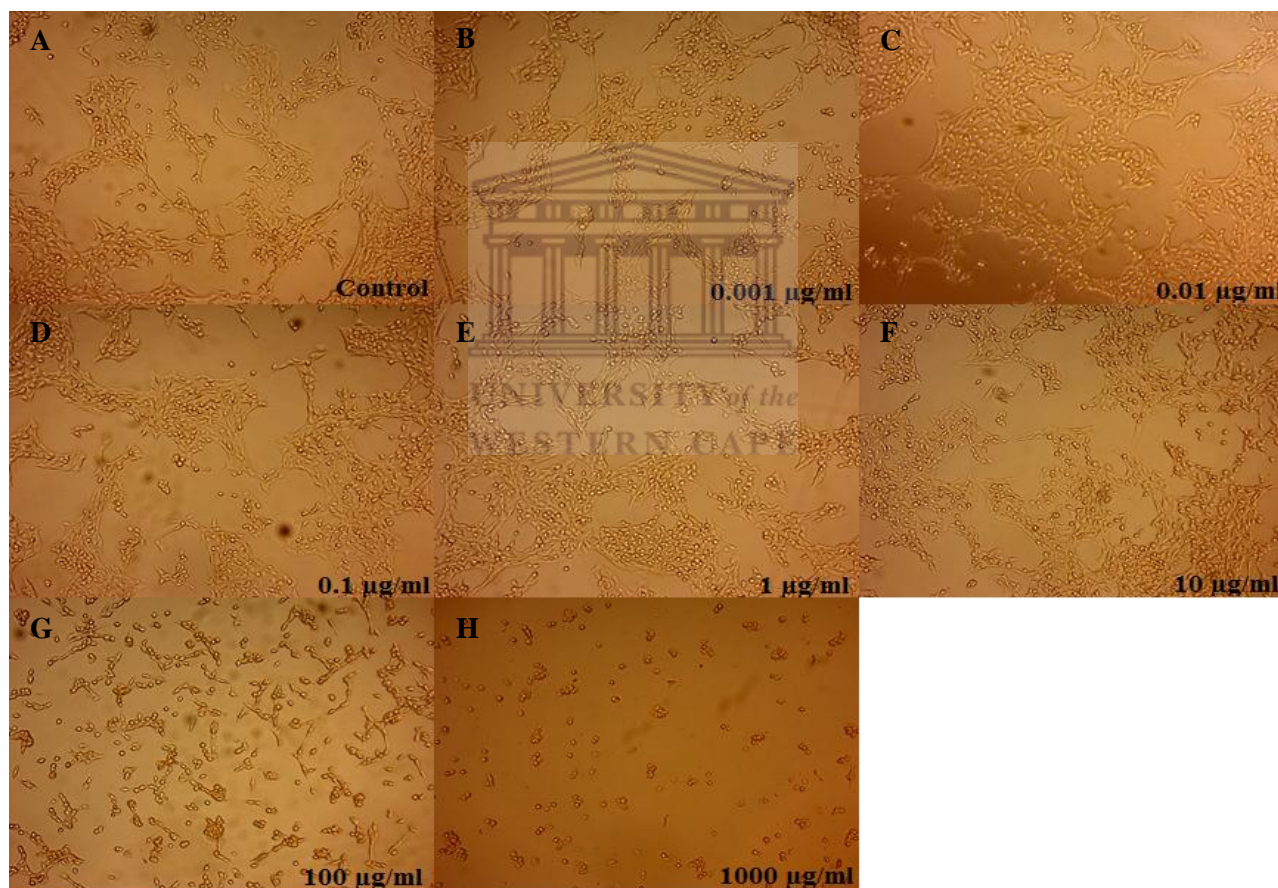 A
Control
B
0.001 µg/ml
C
0.01 µg/ml
D
0.1 µg/ml
E
1 µg/ml
F
10 µg/ml
UNIVERSITY of the
WESTERN CAPE
G
100 µg/ml
H
1000 µg/ml